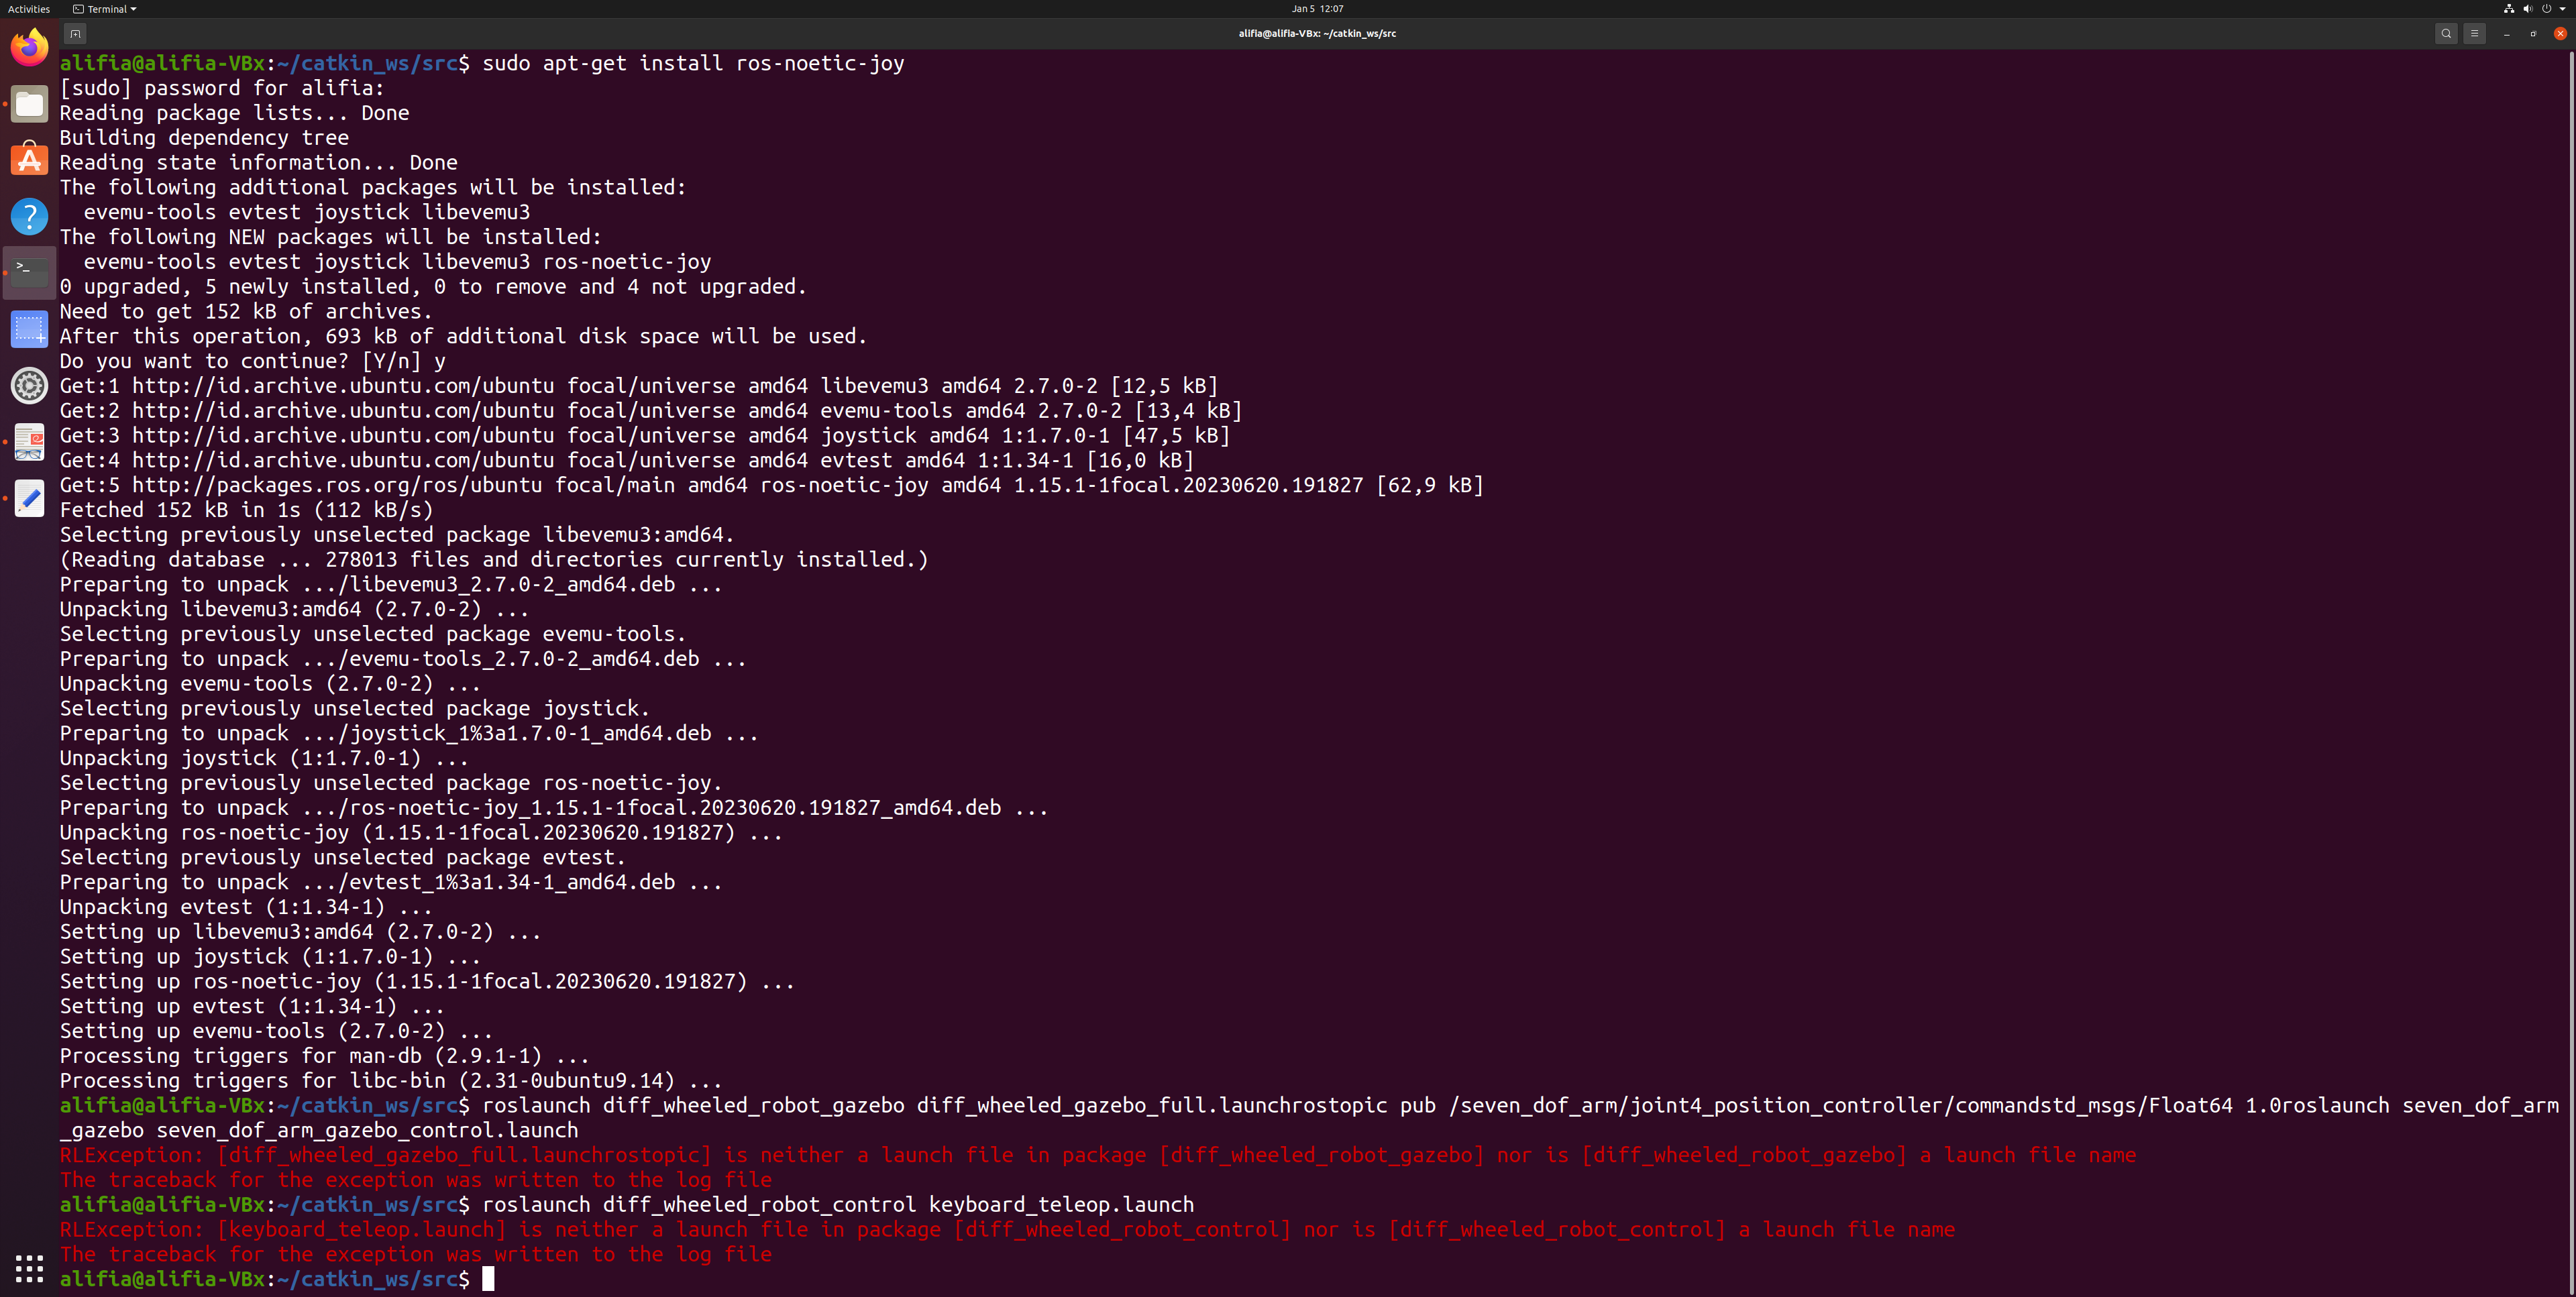 Activities
Terminal
Jan 5 12:07
alifia@alifia-VBx: ~/catkin_ws/src
alifia@alifia-VBx:~/catkin_ws/src$ sudo apt-get install ros-noetic-joy
[sudo] password for alifia:
Reading package lists... Done
Building dependency tree
Reading state information... Done
The following additional packages will be installed:
  evemu-tools evtest joystick libevemu3
The following NEW packages will be installed:
  evemu-tools evtest joystick libevemu3 ros-noetic-joy
0 upgraded, 5 newly installed, 0 to remove and 4 not upgraded.
Need to get 152 kB of archives.
After this operation, 693 kB of additional disk space will be used.
Do you want to continue? [Y/n] y
Get:1 http://id.archive.ubuntu.com/ubuntu focal/universe amd64 libevemu3 amd64 2.7.0-2 [12,5 kB]
Get:2 http://id.archive.ubuntu.com/ubuntu focal/universe amd64 evemu-tools amd64 2.7.0-2 [13,4 kB]
Get:3 http://id.archive.ubuntu.com/ubuntu focal/universe amd64 joystick amd64 1:1.7.0-1 [47,5 kB]
Get:4 http://id.archive.ubuntu.com/ubuntu focal/universe amd64 evtest amd64 1:1.34-1 [16,0 kB]
Get:5 http://packages.ros.org/ros/ubuntu focal/main amd64 ros-noetic-joy amd64 1.15.1-1focal.20230620.191827 [62,9 kB]
Fetched 152 kB in 1s (112 kB/s)
Selecting previously unselected package libevemu3:amd64.
(Reading database ... 278013 files and directories currently installed.)
Preparing to unpack .../libevemu3_2.7.0-2_amd64.deb ...
Unpacking libevemu3:amd64 (2.7.0-2) ...
Selecting previously unselected package evemu-tools.
Preparing to unpack .../evemu-tools_2.7.0-2_amd64.deb ...
Unpacking evemu-tools (2.7.0-2) ...
Selecting previously unselected package joystick.
Preparing to unpack .../joystick_1%3a1.7.0-1_amd64.deb ...
Unpacking joystick (1:1.7.0-1) ...
Selecting previously unselected package ros-noetic-joy.
Preparing to unpack .../ros-noetic-joy_1.15.1-1focal.20230620.191827_amd64.deb ...
Unpacking ros-noetic-joy (1.15.1-1focal.20230620.191827) ...
Selecting previously unselected package evtest.
Preparing to unpack .../evtest_1%3a1.34-1_amd64.deb ...
Unpacking evtest (1:1.34-1) ...
Setting up libevemu3:amd64 (2.7.0-2) ...
Setting up joystick (1:1.7.0-1) ...
Setting up ros-noetic-joy (1.15.1-1focal.20230620.191827) ...
Setting up evtest (1:1.34-1) ...
Setting up evemu-tools (2.7.0-2) ...
Processing triggers for man-db (2.9.1-1) ...
Processing triggers for libc-bin (2.31-0ubuntu9.14) ...
alifia@alifia-VBx:~/catkin_ws/src$ roslaunch diff_wheeled_robot_gazebo diff_wheeled_gazebo_full.launchrostopic pub /seven_dof_arm/joint4_position_controller/commandstd_msgs/Float64 1.0roslaunch seven_dof_arm
_gazebo seven_dof_arm_gazebo_control.launch
RLException: [diff_wheeled_gazebo_full.launchrostopic] is neither a launch file in package [diff_wheeled_robot_gazebo] nor is [diff_wheeled_robot_gazebo] a launch file name
The traceback for the exception was written to the log file
alifia@alifia-VBx:~/catkin_ws/src$ roslaunch diff_wheeled_robot_control keyboard_teleop.launch
RLException: [keyboard_teleop.launch] is neither a launch file in package [diff_wheeled_robot_control] nor is [diff_wheeled_robot_control] a launch file name
The traceback for the exception was written to the log file
alifia@alifia-VBx:~/catkin_ws/src$